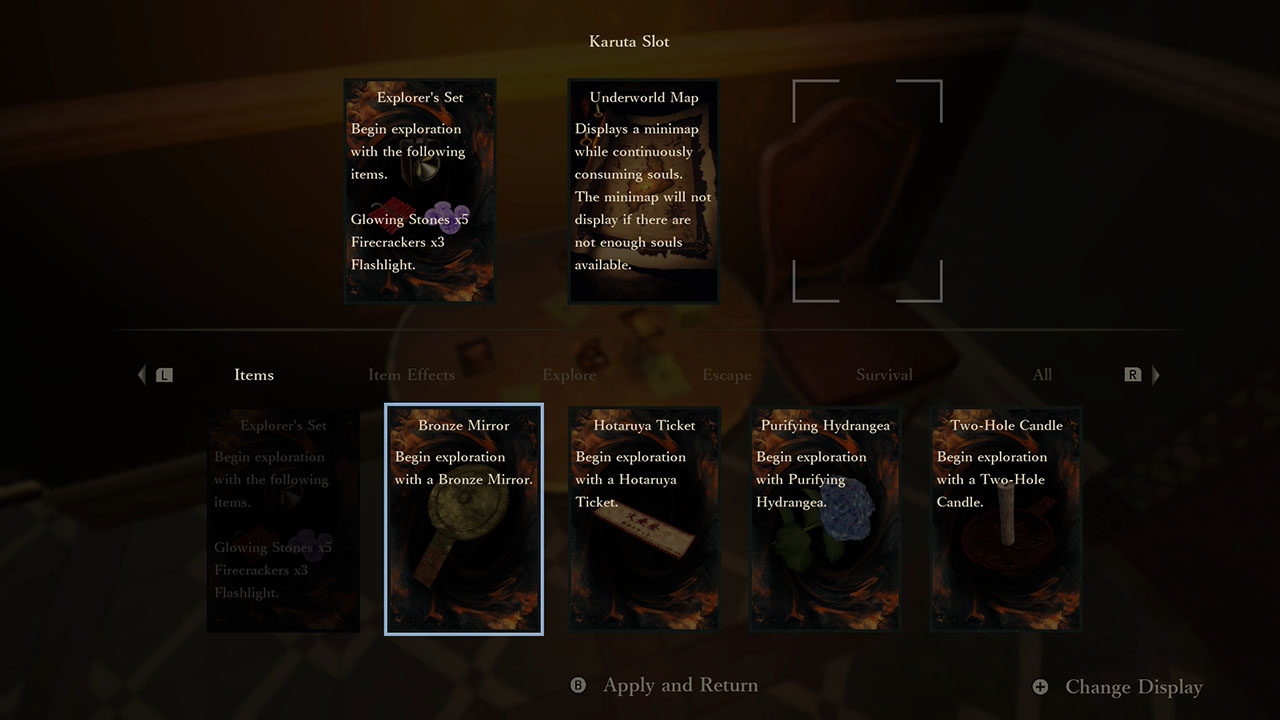 Karuta Slot
Explorer's Set
Begin exploration
with the following
items.
Glowing Stones x5
Firecrackers x3
Flashlight.
Underworld Map
Displays a minimap
while continuously
consuming souls.
The minimap will not
display if there are
not enough souls
available.
L
Items
Item Effects
Explore
Escape
Survival
All
R
Explorer's Set
Begin exploration
with the following
items.
Glowing Stones x5
Firecrackers x3
Flashlight.
Bronze Mirror
Begin exploration
with a Bronze Mirror.
Hotaruya Ticket
Begin exploration
with a Hotaruya
Ticket.
Purifying Hydrangea
Begin exploration
with Purifying
Hydrangea.
Two-Hole Candle
Begin exploration
with a Two-Hole
Candle.
B Apply and Return
+ Change Display